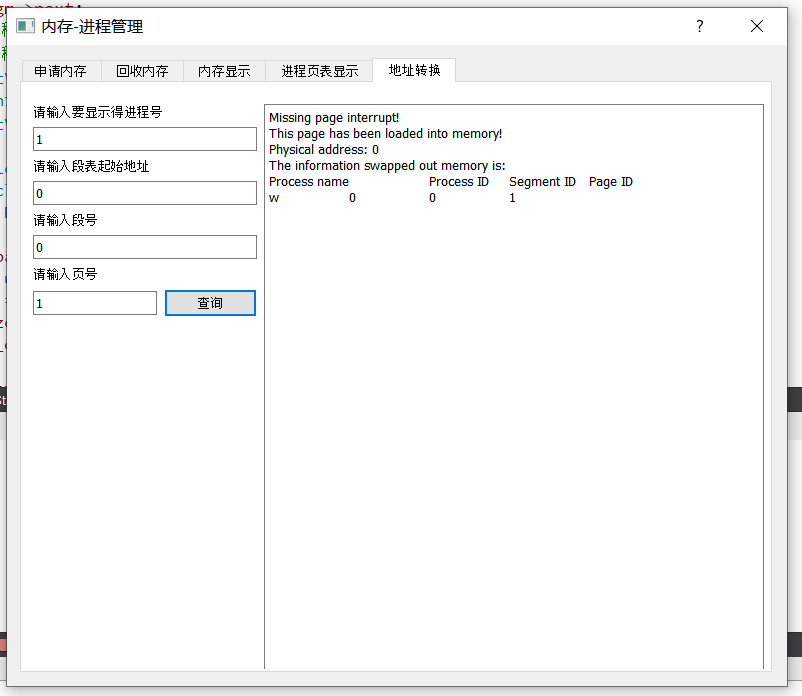 gm->next;
内存-进程管理
?
申请内存 回收内存 内存显示 进程页表显示 地址转换
请输入要显示得进程号
1
请输入段表起始地址
0
请输入段号
0
请输入页号
1 查询
Missing page interrupt!
This page has been loaded into memory!
Physical address: 0
The information swapped out memory is:
Process name Process ID Segment ID Page ID
w 0 0 1